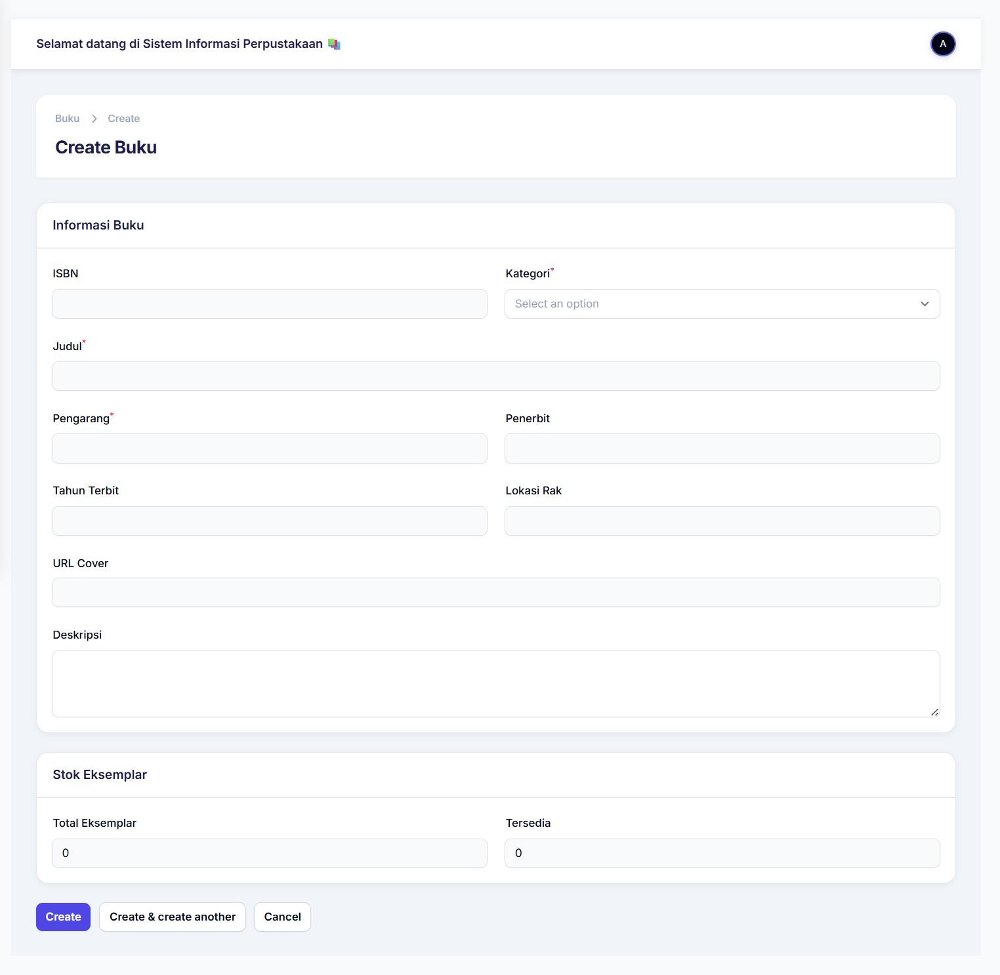 Selamat datang di Sistem Informasi Perpustakaan 📚
A
Buku > Create
Create Buku
Informasi Buku
ISBN
Kategori*
Select an option
Judul*
Pengarang*
Penerbit
Tahun Terbit
Lokasi Rak
URL Cover
Deskripsi
Stok Eksemplar
Total Eksemplar
Tersedia
0
0
Create
Create & create another
Cancel